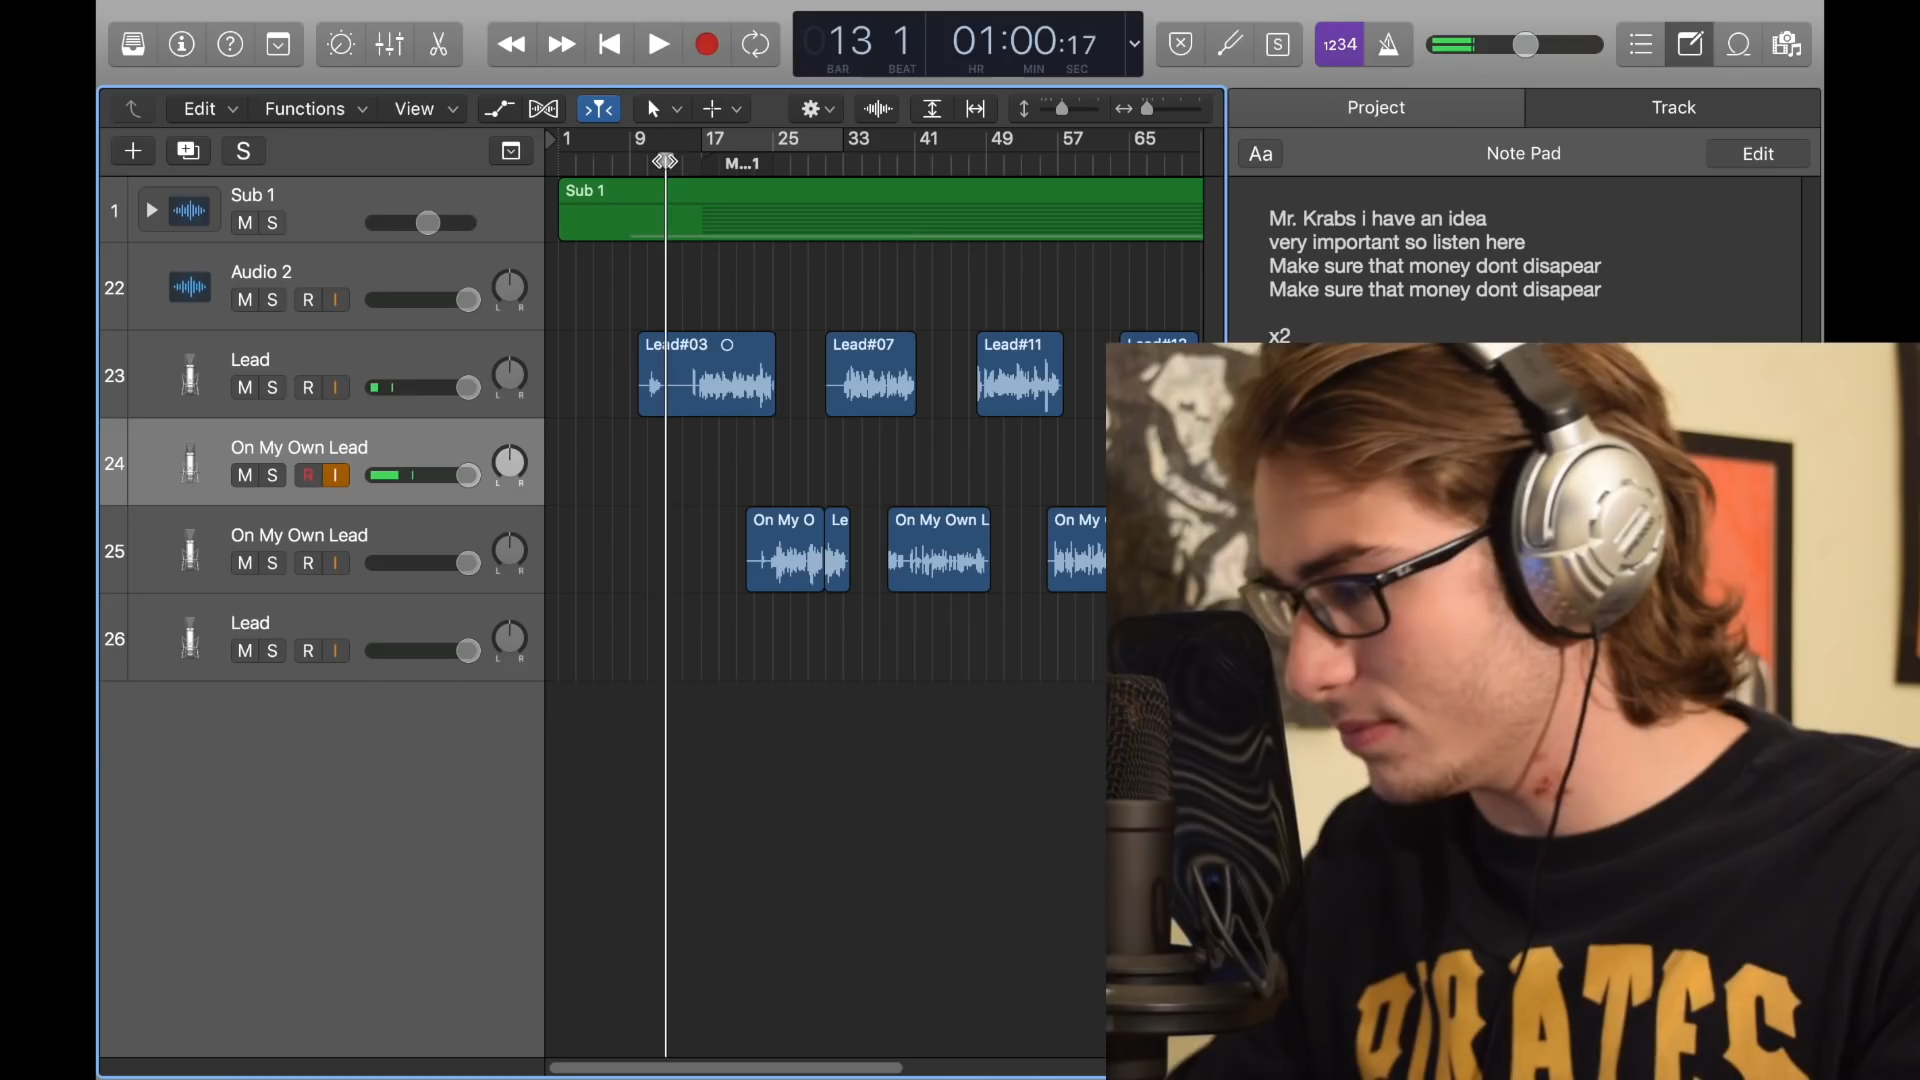 013 1
BAR BEAT
01:00:17
HR MIN SEC
S
1234
Edit Functions View
Project Track
1 9 17 25 33 41 49 57 65
M...1
S
Aa Note Pad Edit
1 Sub 1
M S
Sub 1
22 Audio 2
M S R I
L R
23 Lead
M S R I
L R
Lead#03 Lead#07 Lead#11
24 On My Own Lead
M S R I
L R
25 On My Own Lead
M S R I
L R
On My O Le On My Own L On My
26 Lead
M S R I
L R
Mr. Krabs i have an idea
very important so listen here
Make sure that money dont disapear
Make sure that money dont disapear
x2
PIRATES